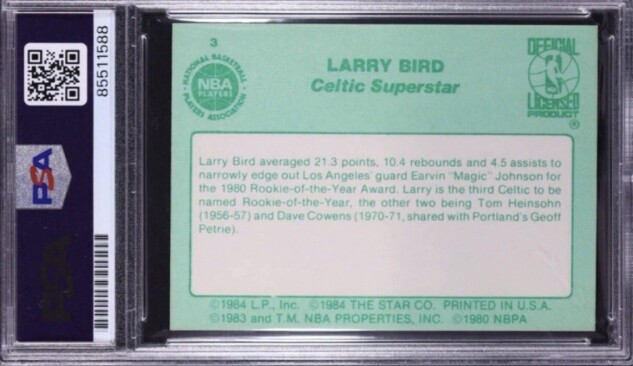 85511588
PSA
3
NATIONAL BASKETBALL
NBA
PLAYERS
PLAYERS ASSOCIATION
LARRY BIRD
Celtic Superstar
OFFICIAL
NBA
LICENSED
PRODUCT
®
Larry Bird averaged 21.3 points, 10.4 rebounds and 4.5 assists to
narrowly edge out Los Angeles' guard Earvin "Magic" Johnson for
the 1980 Rookie-of-the-Year Award. Larry is the third Celtic to be
named Rookie-of-the-Year, the other two being Tom Heinsohn
(1956-57) and Dave Cowens (1970-71, shared with Portland's Geoff
Petrie).
©1984 L.P., Inc. ©1984 THE STAR CO. PRINTED IN U.S.A.
©1983 and T.M. NBA PROPERTIES, INC. ©1980 NBPA